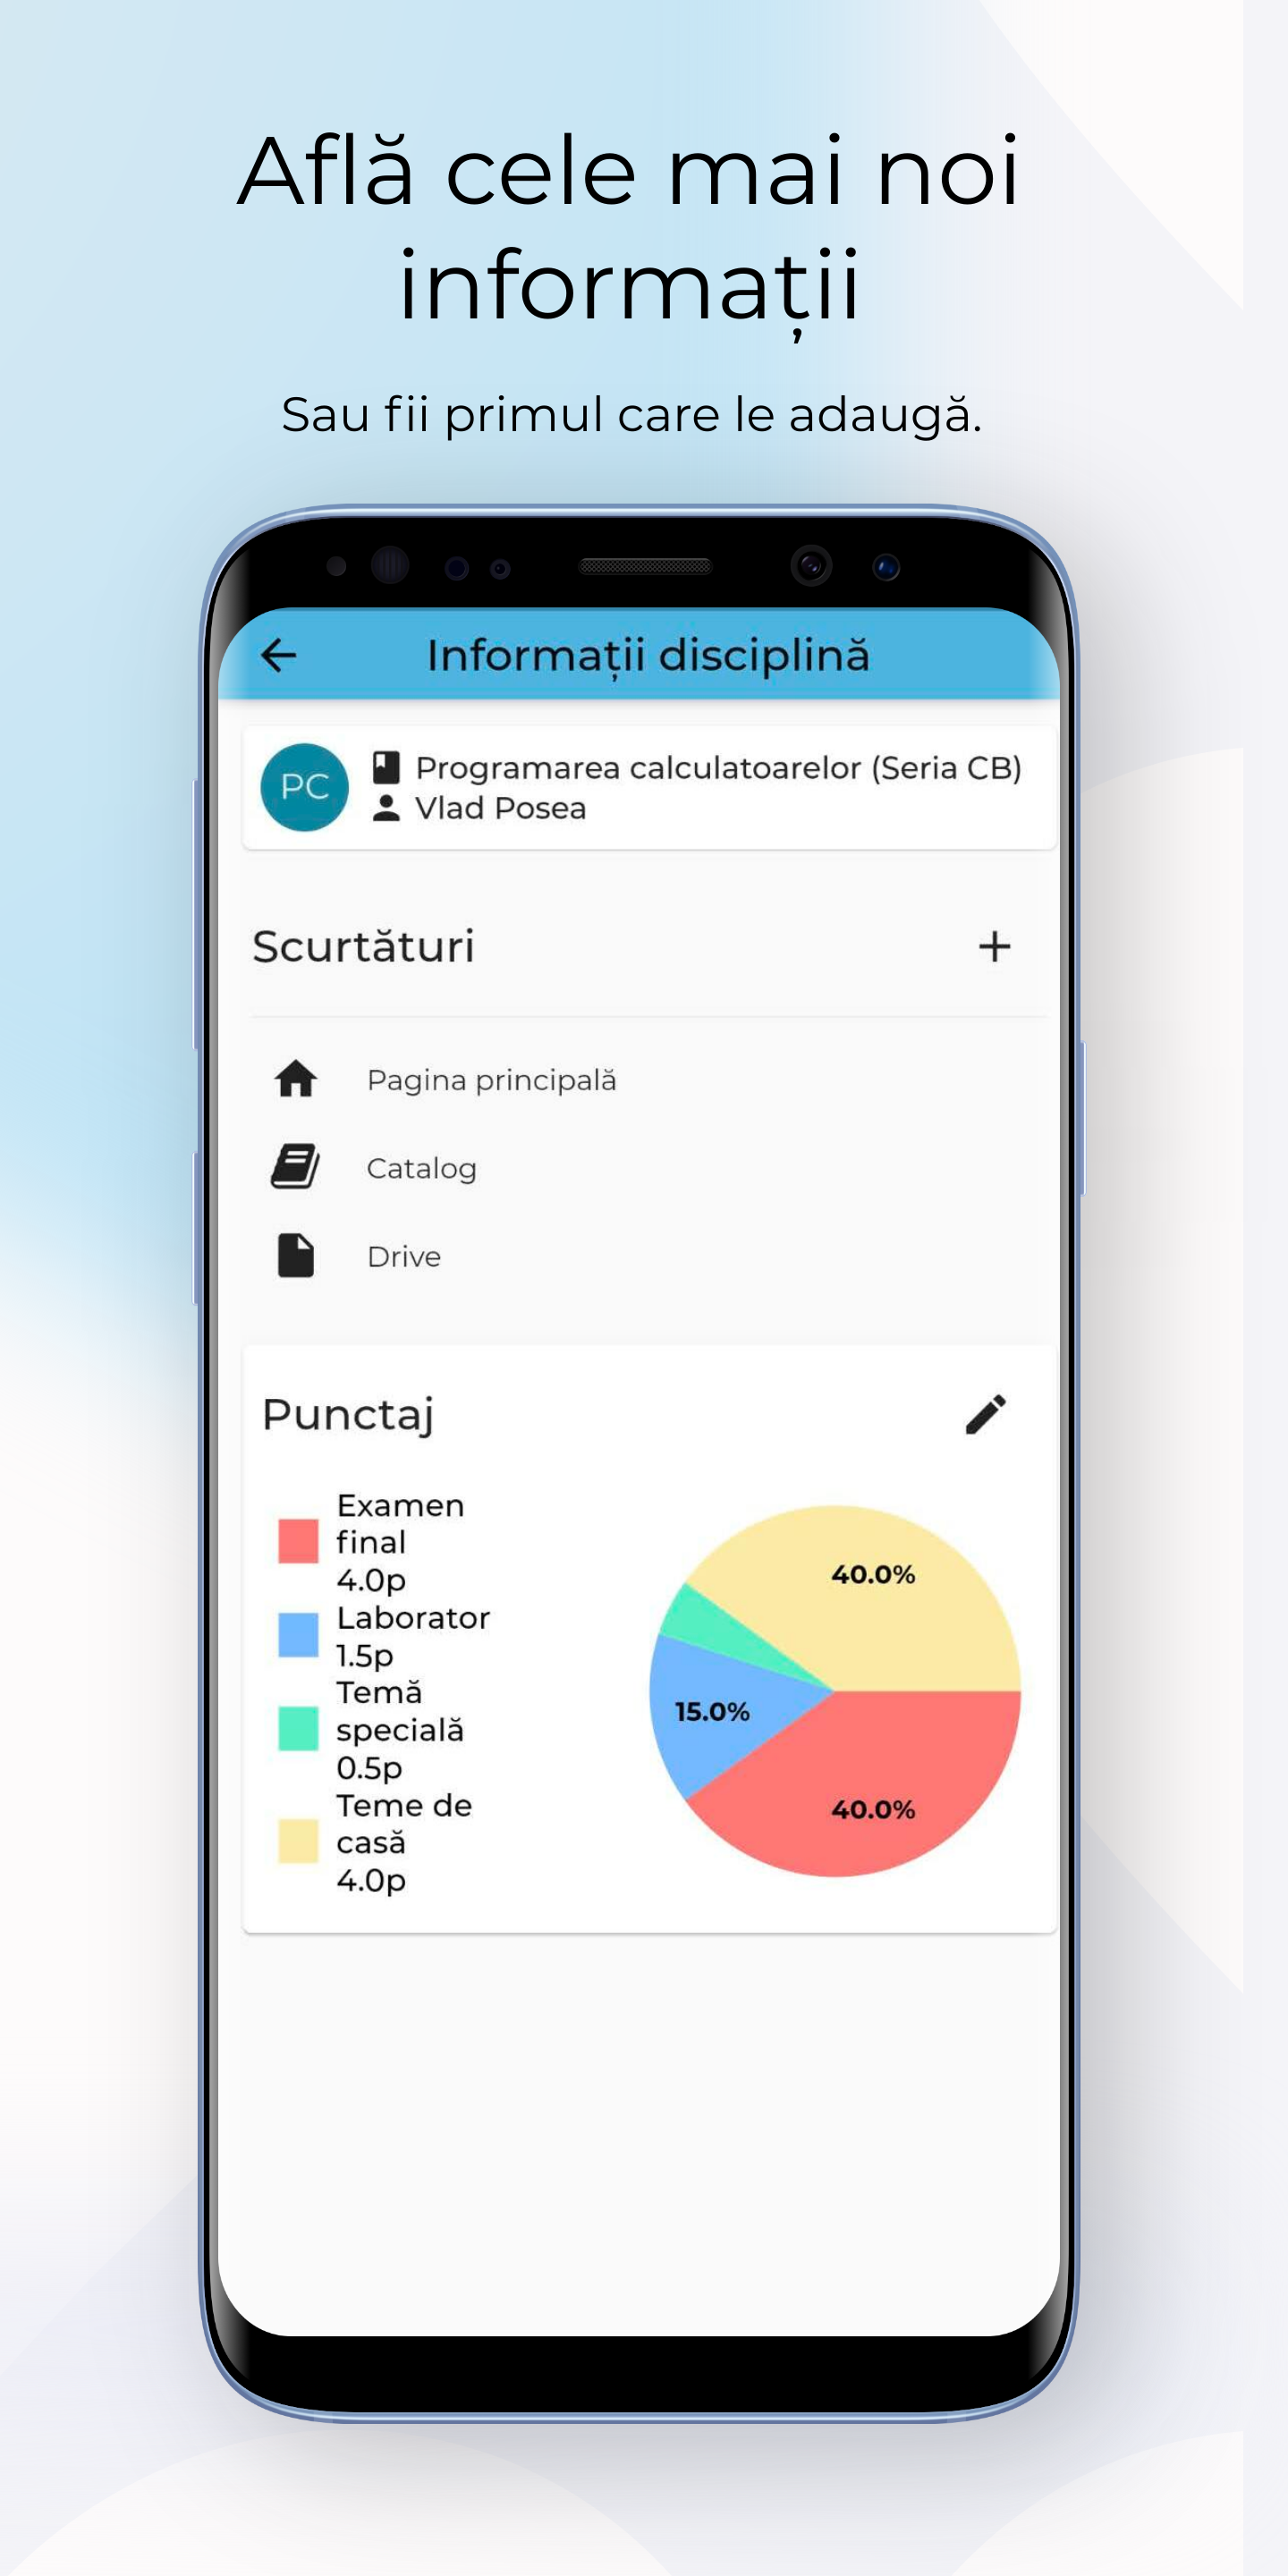 Află cele mai noi
informații
Sau fii primul care le adaugă.
Informații disciplină
PC
Programarea calculatoarelor (Seria CB)
Vlad Posea
Scurtături
Pagina principală
Catalog
Drive
Punctaj
Examen
final
4.0p
Laborator
1.5p
Temă
specială
0.5p
Teme de
casă
4.0p
40.0%
15.0%
40.0%